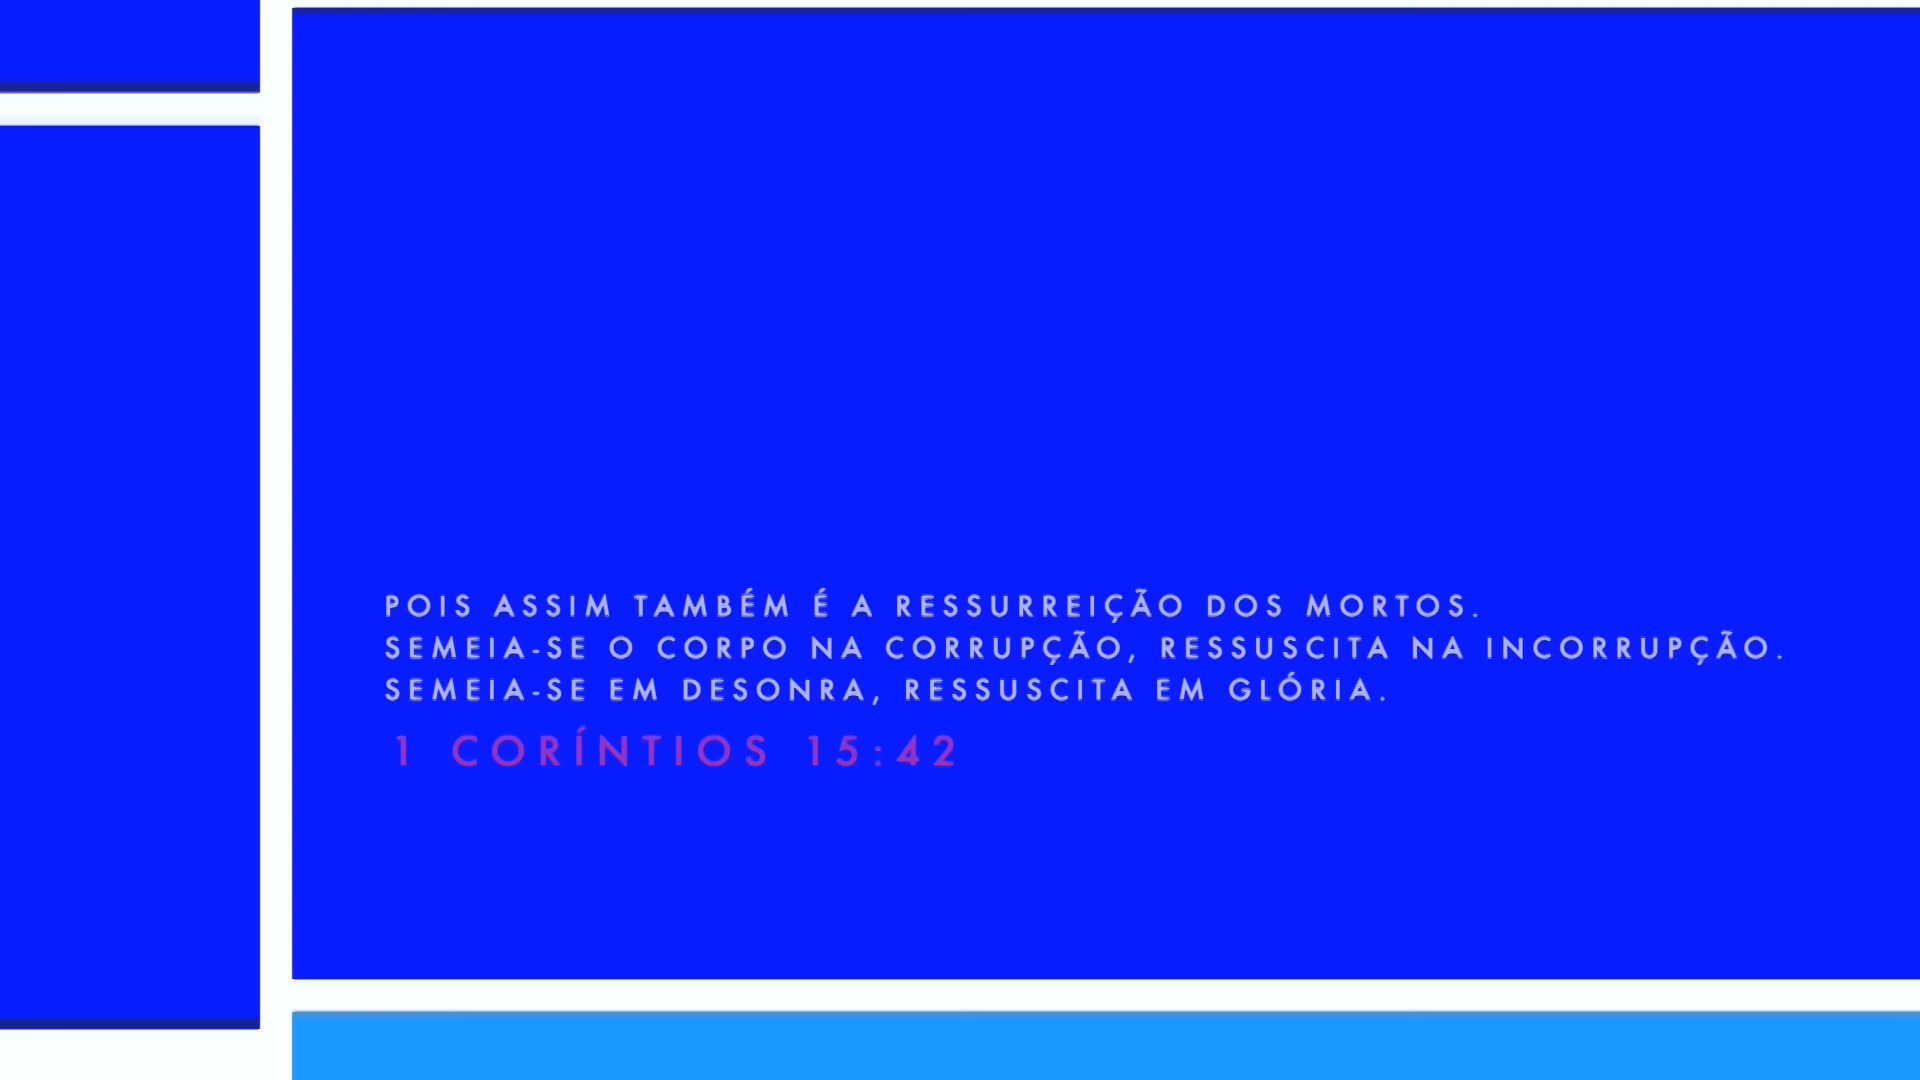 POIS ASSIM TAMBÉM É A RESSURREIÇÃO DOS MORTOS.
SEMEIA-SE O CORPO NA CORRUPÇÃO, RESSUSCITA NA INCORRUPÇÃO.
SEMEIA-SE EM DESONRA, RESSUSCITA EM GLÓRIA.
1 CORÍNTIOS 15:42